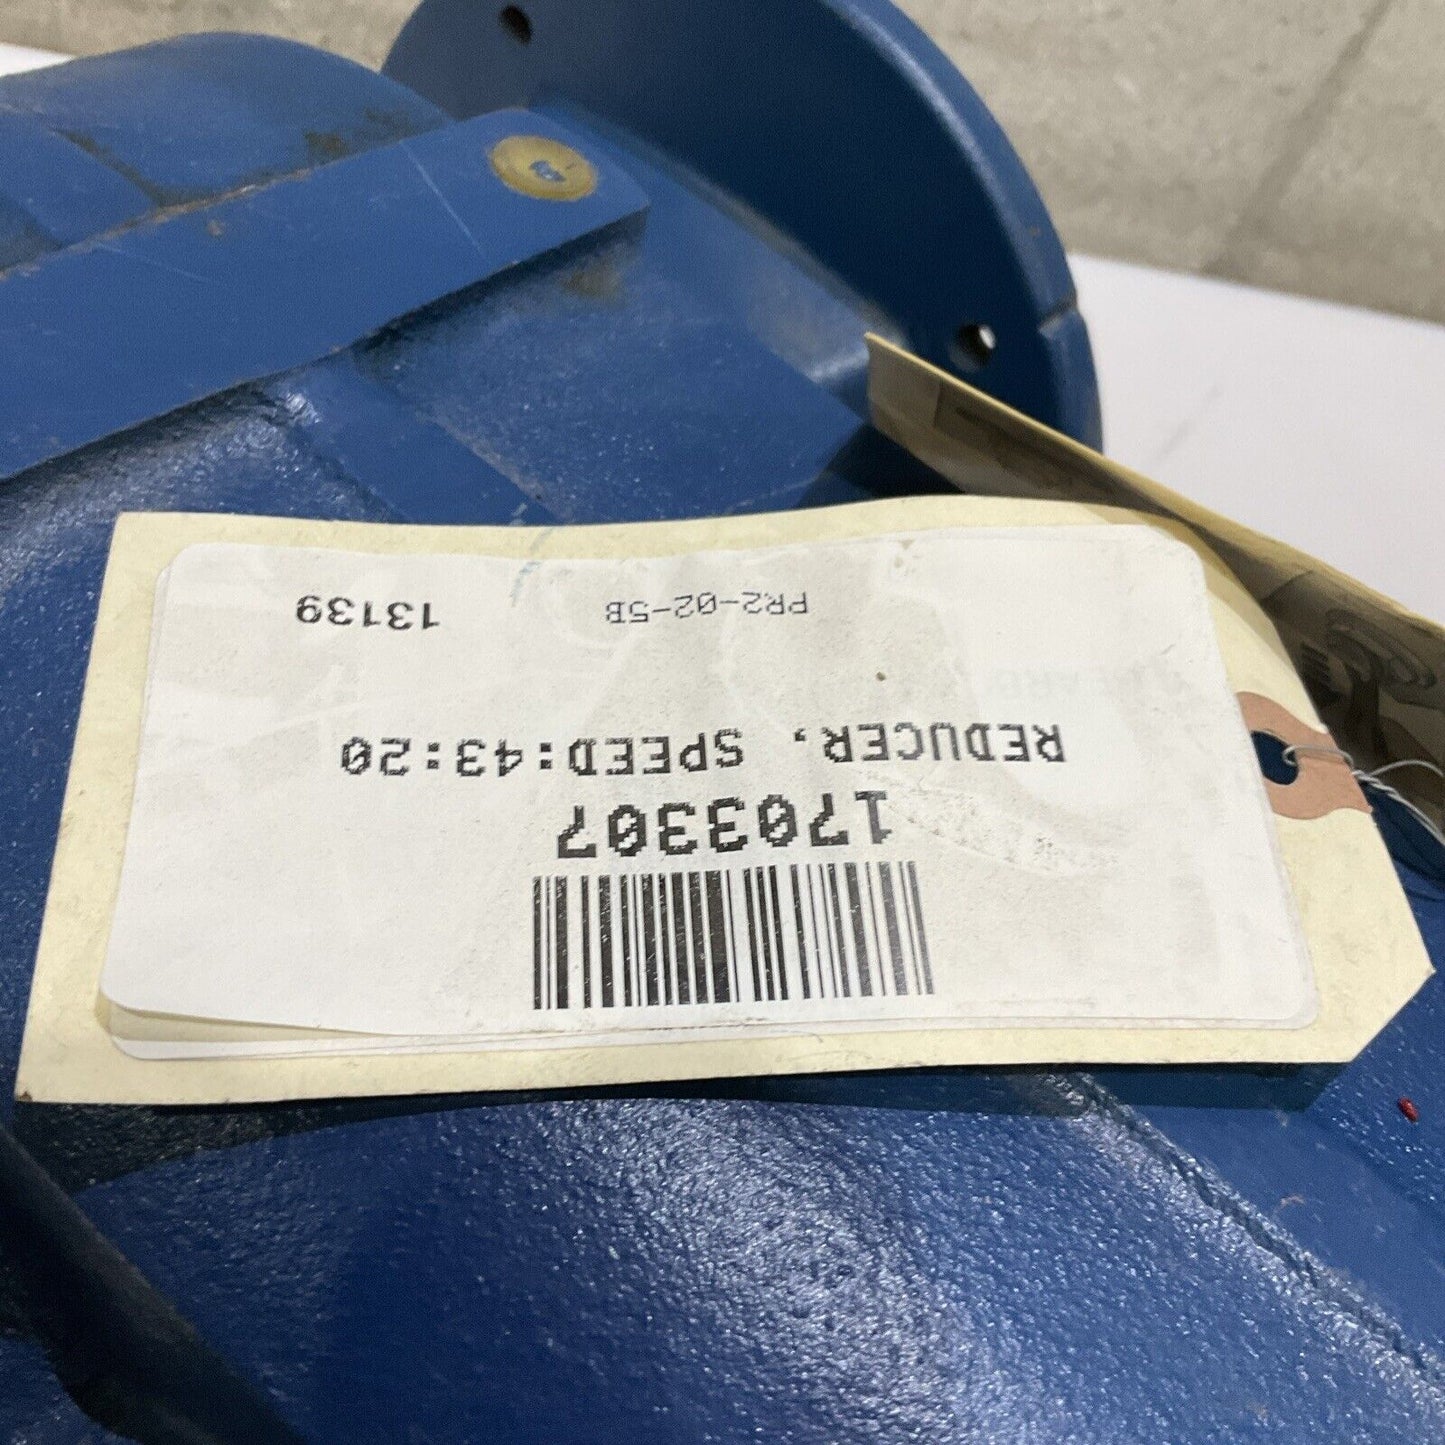 1703307
REDUCER, SPEED:43:20
PR2-02-5B 13139